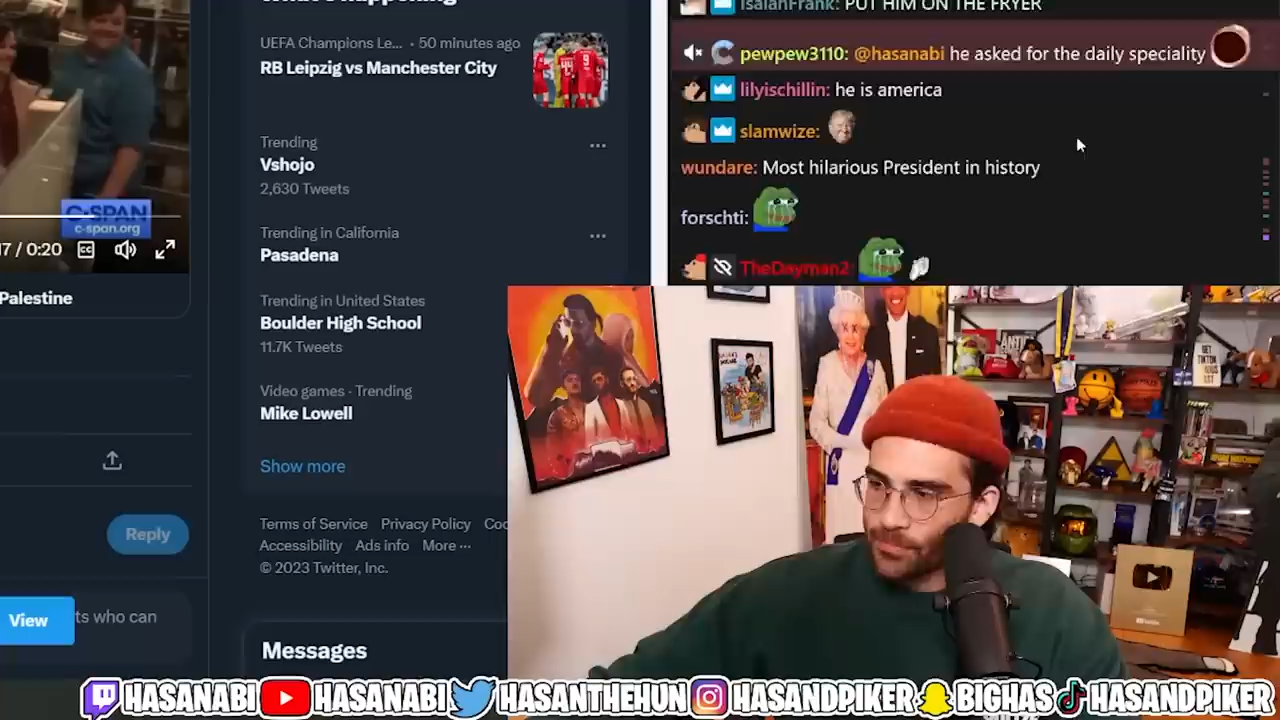 What's happening
UEFA Champions Le... · 50 minutes ago
RB Leipzig vs Manchester City
Trending
Vshojo
2,630 Tweets
Trending in California
Pasadena
Trending in United States
Boulder High School
11.7K Tweets
Video games · Trending
Mike Lowell
Show more
Terms of Service Privacy Policy Coo
Accessibility Ads info More ···
© 2023 Twitter, Inc.
Messages
C-SPAN
c-span.org
7 / 0:20
CC
Palestine
Reply
View
ts who can
IsaiahFrank: PUT HIM ON THE FRYER
pewpew3110: @hasanabi he asked for the daily speciality
lilyischillin: he is america
slamwize:
wundare: Most hilarious President in history
forschti:
TheDayman2:
HASANABI HASANABI HASANTHEHUN HASANDPIKER BIGHAS HASANDPIKER